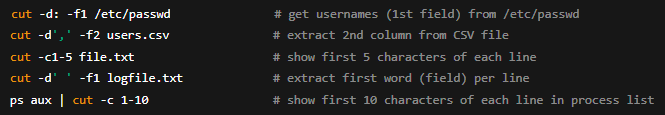 cut -d: -f1 /etc/passwd # get usernames (1st field) from /etc/passwd
cut -d',' -f2 users.csv # extract 2nd column from CSV file
cut -c1-5 file.txt # show first 5 characters of each line
cut -d' ' -f1 logfile.txt # extract first word (field) per line
ps aux | cut -c 1-10 # show first 10 characters of each line in process list